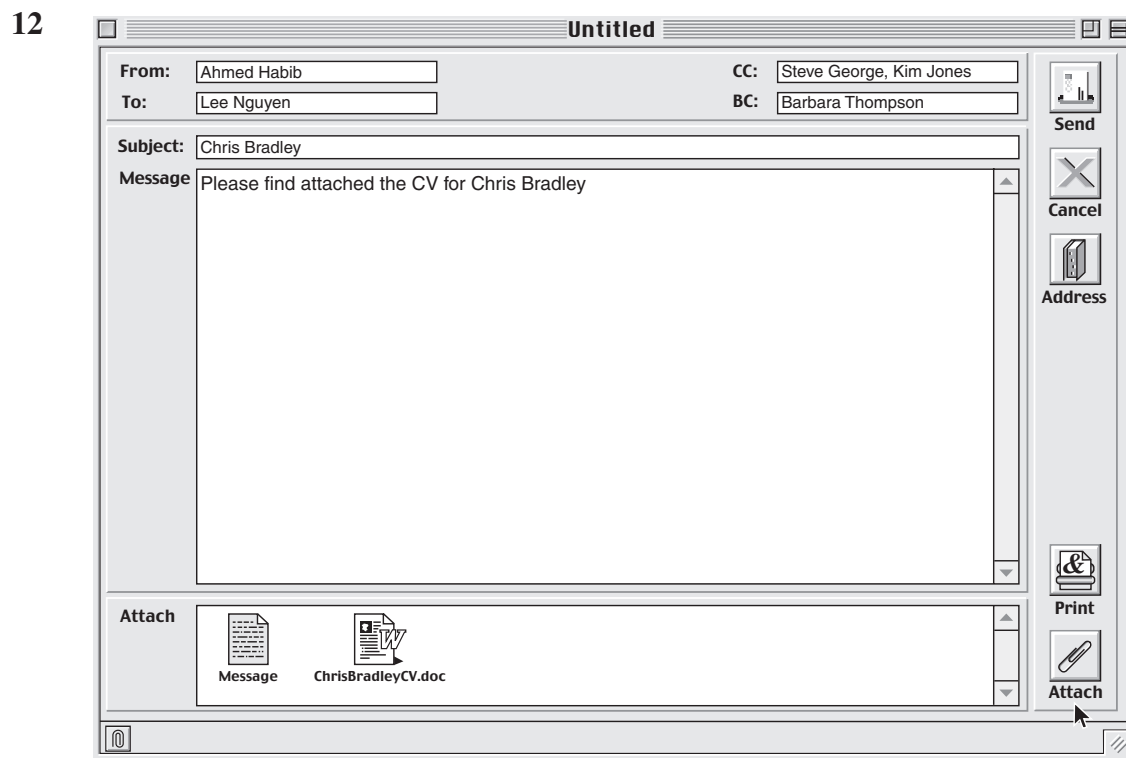 12
Untitled
From: Ahmed Habib CC: Steve George, Kim Jones
To: Lee Nguyen BC: Barbara Thompson
Send
Subject: Chris Bradley
Message Please find attached the CV for Chris Bradley
Cancel
Address
Print
Attach
Message ChrisBradleyCV.doc
Attach